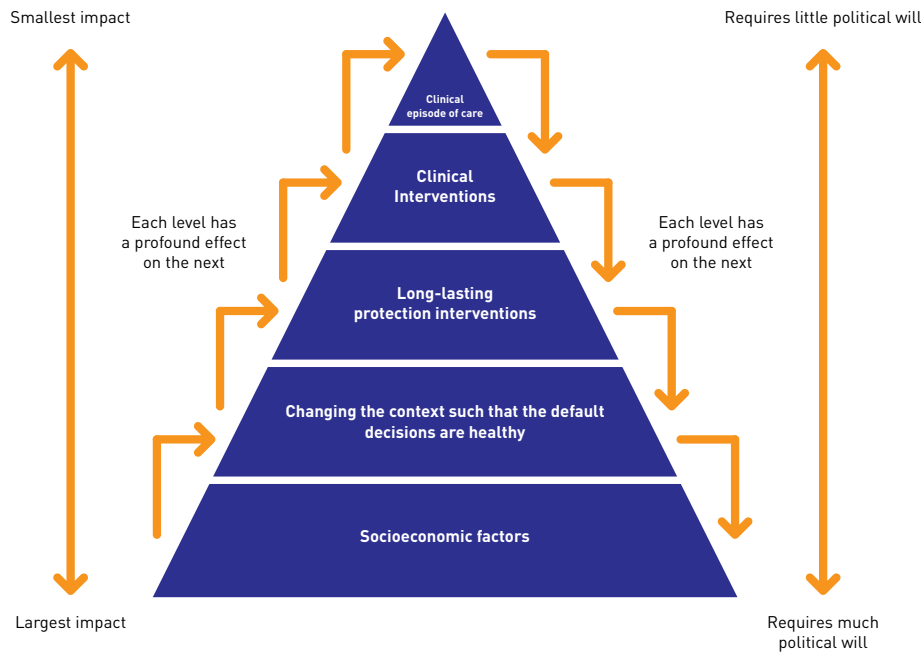 Smallest impact
Requires little political will
Clinical
episode of care
Clinical
Interventions
Each level has
a profound effect
on the next
Each level has
a profound effect
on the next
Long-lasting
protection interventions
Changing the context such that the default
decisions are healthy
Socioeconomic factors
Largest impact
Requires much
political will